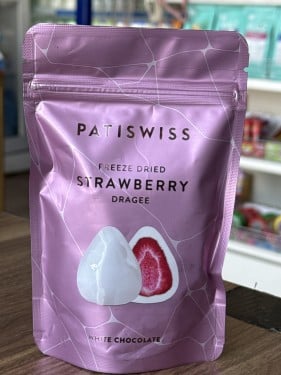 PATISWISS
FREEZE DRIED
STRAWBERRY
DRAGEE
WHITE CHOCOLATE